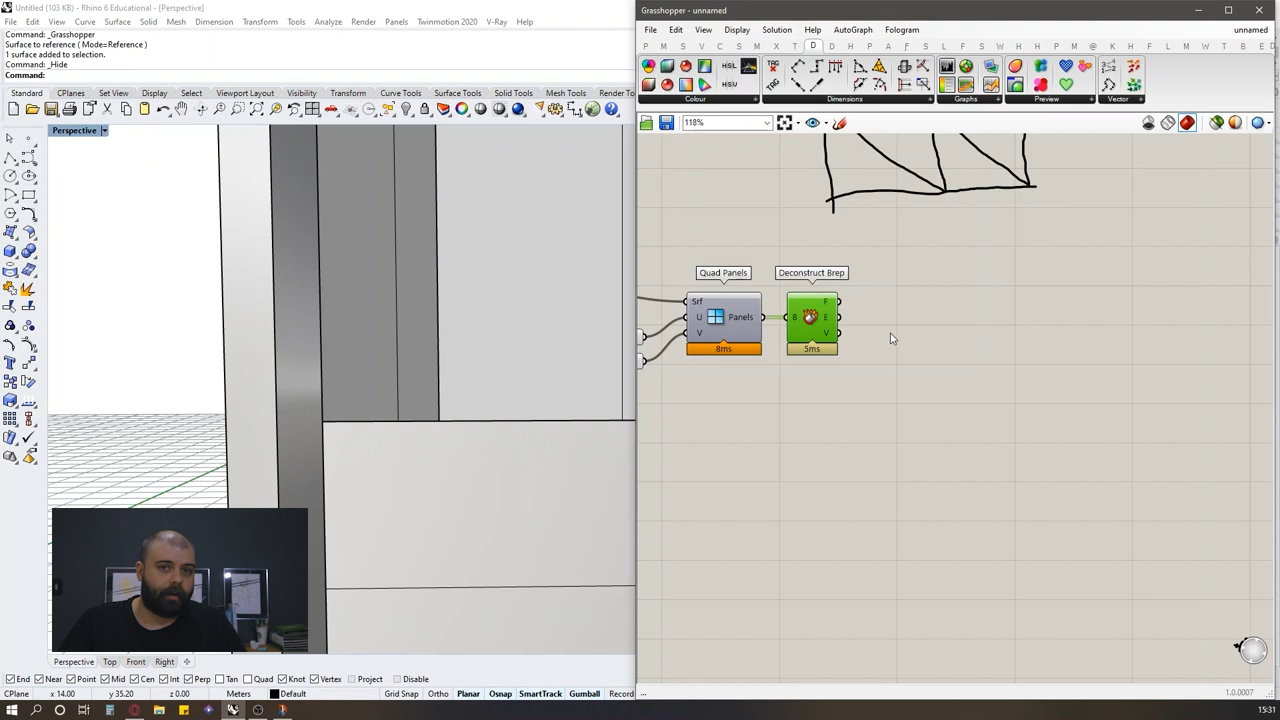 Untitled (103 KB) - Rhino 6 Educational - [Perspective]
File Edit View Curve Surface Solid Mesh Dimension Transform Tools Analyze Render Panels Twinmotion 2020 V-Ray Help
Command: _Grasshopper
Surface to reference ( Mode=Reference )
1 surface added to selection.
Command: _Hide
Command:
Standard CPlanes Set View Display Select Viewport Layout Visibility Transform Curve Tools Surface Tools Solid Tools Mesh Tools Render To
Perspective
Perspective Top Front Right
End Near Point Mid Cen Int Perp Tan Quad Knot Vertex Project Disable
CPlane x 14.00 y 35.20 z 0.00 Meters Default Grid Snap Ortho Planar Osnap SmartTrack Gumball Record
Grasshopper - unnamed
File Edit View Display Solution Help AutoGraph Fologram unnamed
P M S V C T I X T D A W H P A F S L F H H M @ K B V
HSL
HSV
Colour Dimensions Graphs Preview Vector
118%
Quad Panels Deconstruct Brep
Srf
U
V
Panels
8ms
B
F
E
V
5ms
...
1.0.0007
15:31